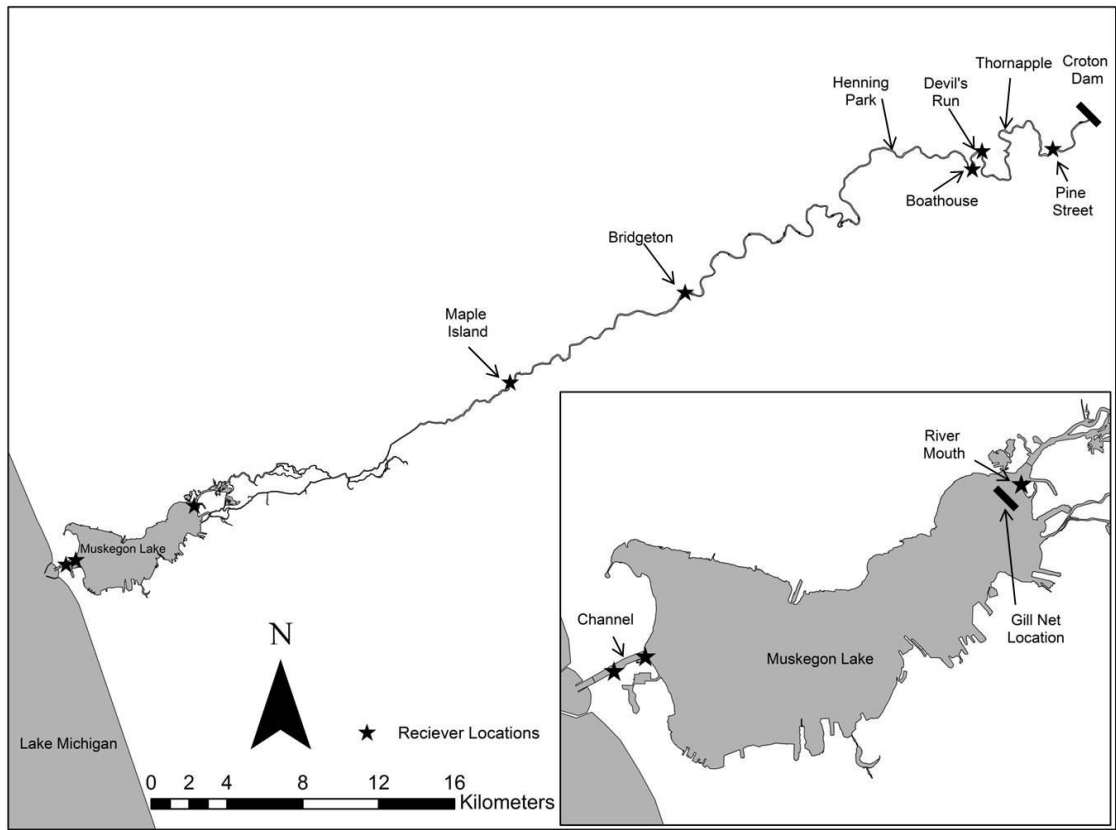 Croton
Dam
Thornapple
Devil's
Run
Henning
Park
Boathouse
Pine
Street
Bridgeton
Maple
Island
Muskegon Lake
N
Reciever Locations
Lake Michigan
0 2 4 8 12 16
Kilometers
River
Mouth
Channel
Gill Net
Location
Muskegon Lake